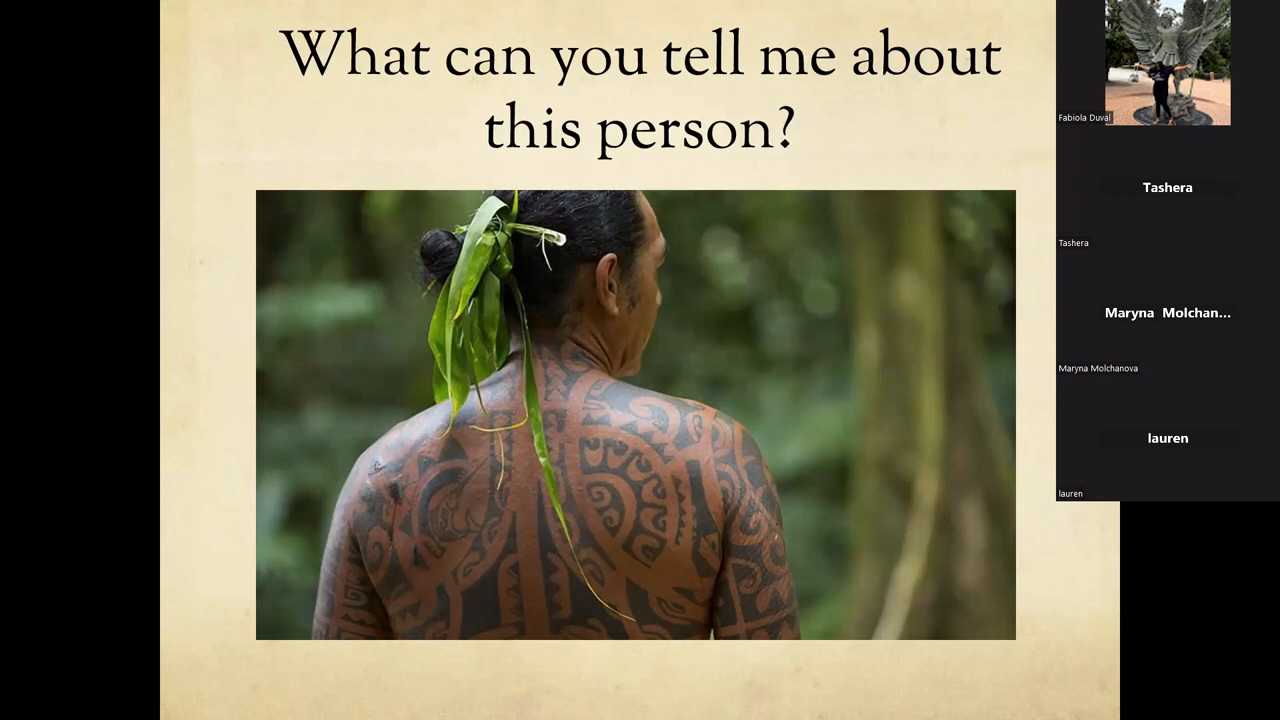 What can you tell me about
this person?
Fabiola Duval
Tashera
Tashera
Maryna Molchan...
Maryna Molchanova
lauren
lauren